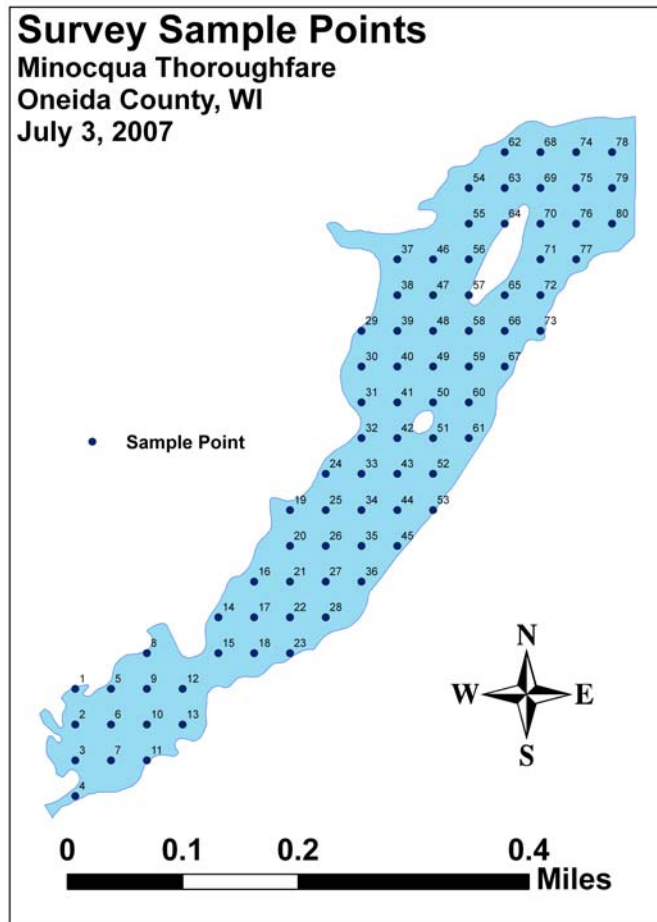 Survey Sample Points
Minocqua Thoroughfare
Oneida County, WI
July 3, 2007
62 68 74 78
54 63 69 75 79
55 64 70 76 80
37 46 56 71 77
38 47 57 65 72
29 39 48 58 66 73
30 40 49 59 67
31 41 50 60
32 42 51 61
Sample Point
24 33 43 52
19 25 34 44 53
20 26 35 45
16 21 27 36
14 17 22 28
8 15 18 23
1 5 9 12
2 6 10 13
3 7 11
4
N
W E
S
0 0.1 0.2 0.4
Miles